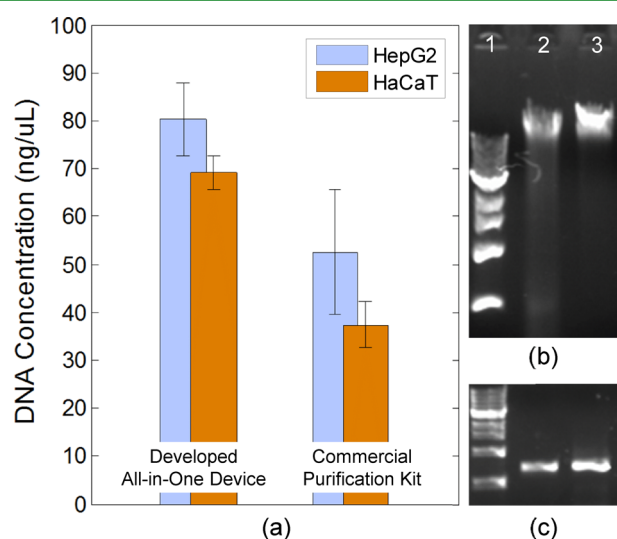 100
90
80
70
60
50
40
30
20
10
0
DNA Concentration (ng/uL)
HepG2
HaCaT
Developed
All-in-One Device
Commercial
Purification Kit
(a)
1 2 3
(b)
(c)